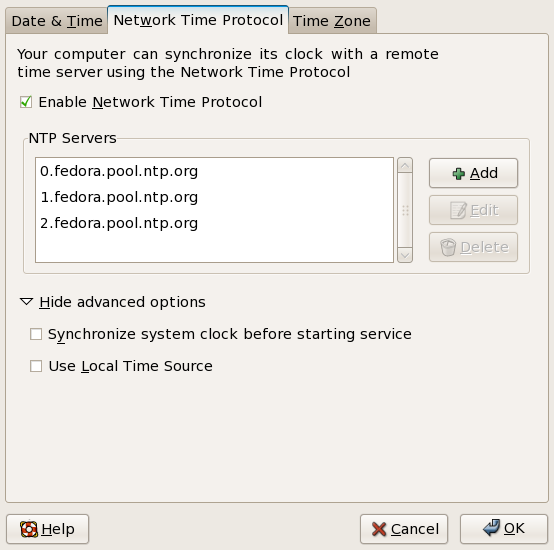 Date & Time Network Time Protocol Time Zone
Your computer can synchronize its clock with a remote
time server using the Network Time Protocol
Enable Network Time Protocol
NTP Servers
0.fedora.pool.ntp.org
1.fedora.pool.ntp.org
2.fedora.pool.ntp.org
Add
Edit
Delete
Hide advanced options
Synchronize system clock before starting service
Use Local Time Source
Help Cancel OK